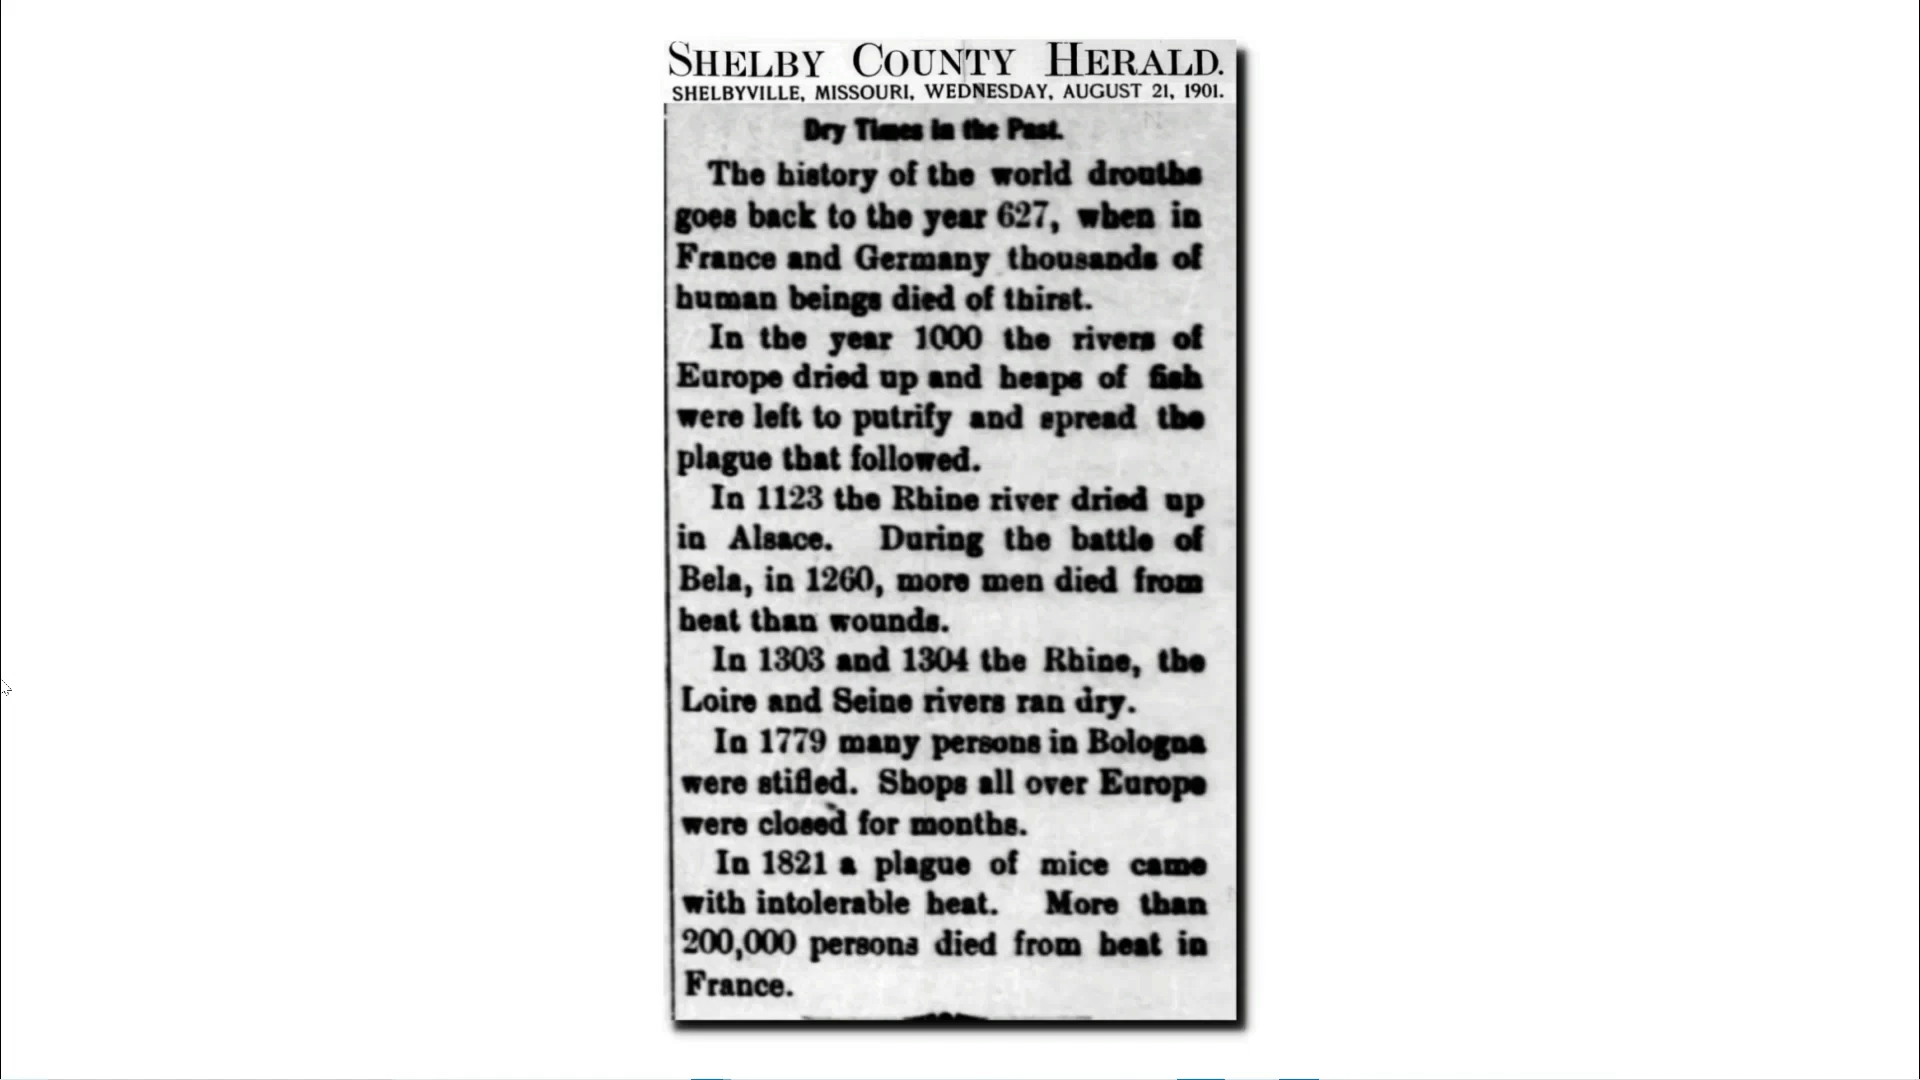 SHELBY COUNTY HERALD.
SHELBYVILLE, MISSOURI, WEDNESDAY, AUGUST 21, 1901.
Dry Times in the Past.
The history of the world drouths
goes back to the year 627, when in
France and Germany thousands of
human beings died of thirst.
In the year 1000 the rivers of
Europe dried up and heaps of fish
were left to putrify and spread the
plague that followed.
In 1123 the Rhine river dried up
in Alsace. During the battle of
Bela, in 1260, more men died from
heat than wounds.
In 1303 and 1304 the Rhine, the
Loire and Seine rivers ran dry.
In 1779 many persons in Bologna
were stifled. Shops all over Europe
were closed for months.
In 1821 a plague of mice came
with intolerable heat. More than
200,000 persons died from heat in
France.